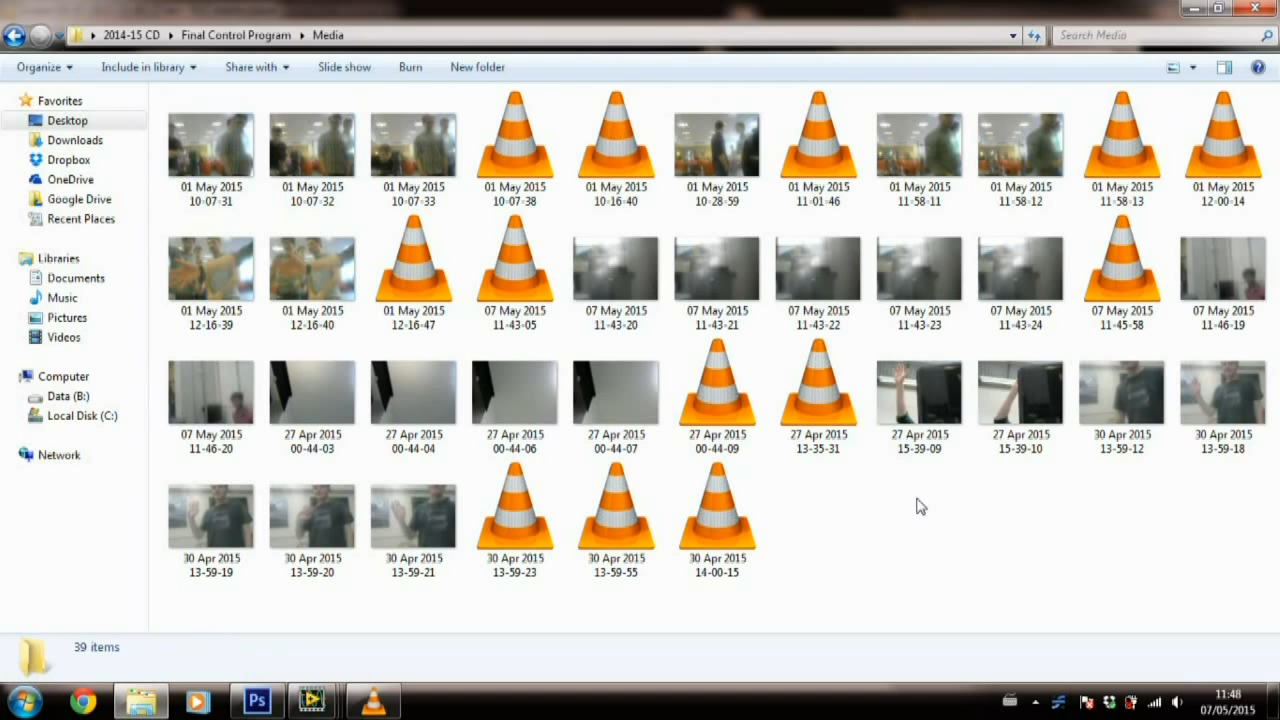 2014-15 CD
Final Control Program
Media
Search Media
Organize
Include in library
Share with
Slide show
Burn
New folder
Favorites
Desktop
Downloads
Dropbox
OneDrive
Google Drive
Recent Places
Libraries
Documents
Music
Pictures
Videos
Computer
Data (B:)
Local Disk (C:)
Network
01 May 2015
10-07-31
01 May 2015
10-07-32
01 May 2015
10-07-33
01 May 2015
10-07-38
01 May 2015
10-16-40
01 May 2015
10-28-59
01 May 2015
11-01-46
01 May 2015
11-58-11
01 May 2015
11-58-12
01 May 2015
11-58-13
01 May 2015
12-00-14
01 May 2015
12-16-39
01 May 2015
12-16-40
01 May 2015
12-16-47
07 May 2015
11-43-05
07 May 2015
11-43-20
07 May 2015
11-43-21
07 May 2015
11-43-22
07 May 2015
11-43-23
07 May 2015
11-43-24
07 May 2015
11-45-58
07 May 2015
11-46-19
07 May 2015
11-46-20
27 Apr 2015
00-44-03
27 Apr 2015
00-44-04
27 Apr 2015
00-44-06
27 Apr 2015
00-44-07
27 Apr 2015
00-44-09
27 Apr 2015
13-35-31
27 Apr 2015
15-39-09
27 Apr 2015
15-39-10
30 Apr 2015
13-59-12
30 Apr 2015
13-59-18
30 Apr 2015
13-59-19
30 Apr 2015
13-59-20
30 Apr 2015
13-59-21
30 Apr 2015
13-59-23
30 Apr 2015
13-59-55
30 Apr 2015
14-00-15
39 items
Ps
11:48
07/05/2015